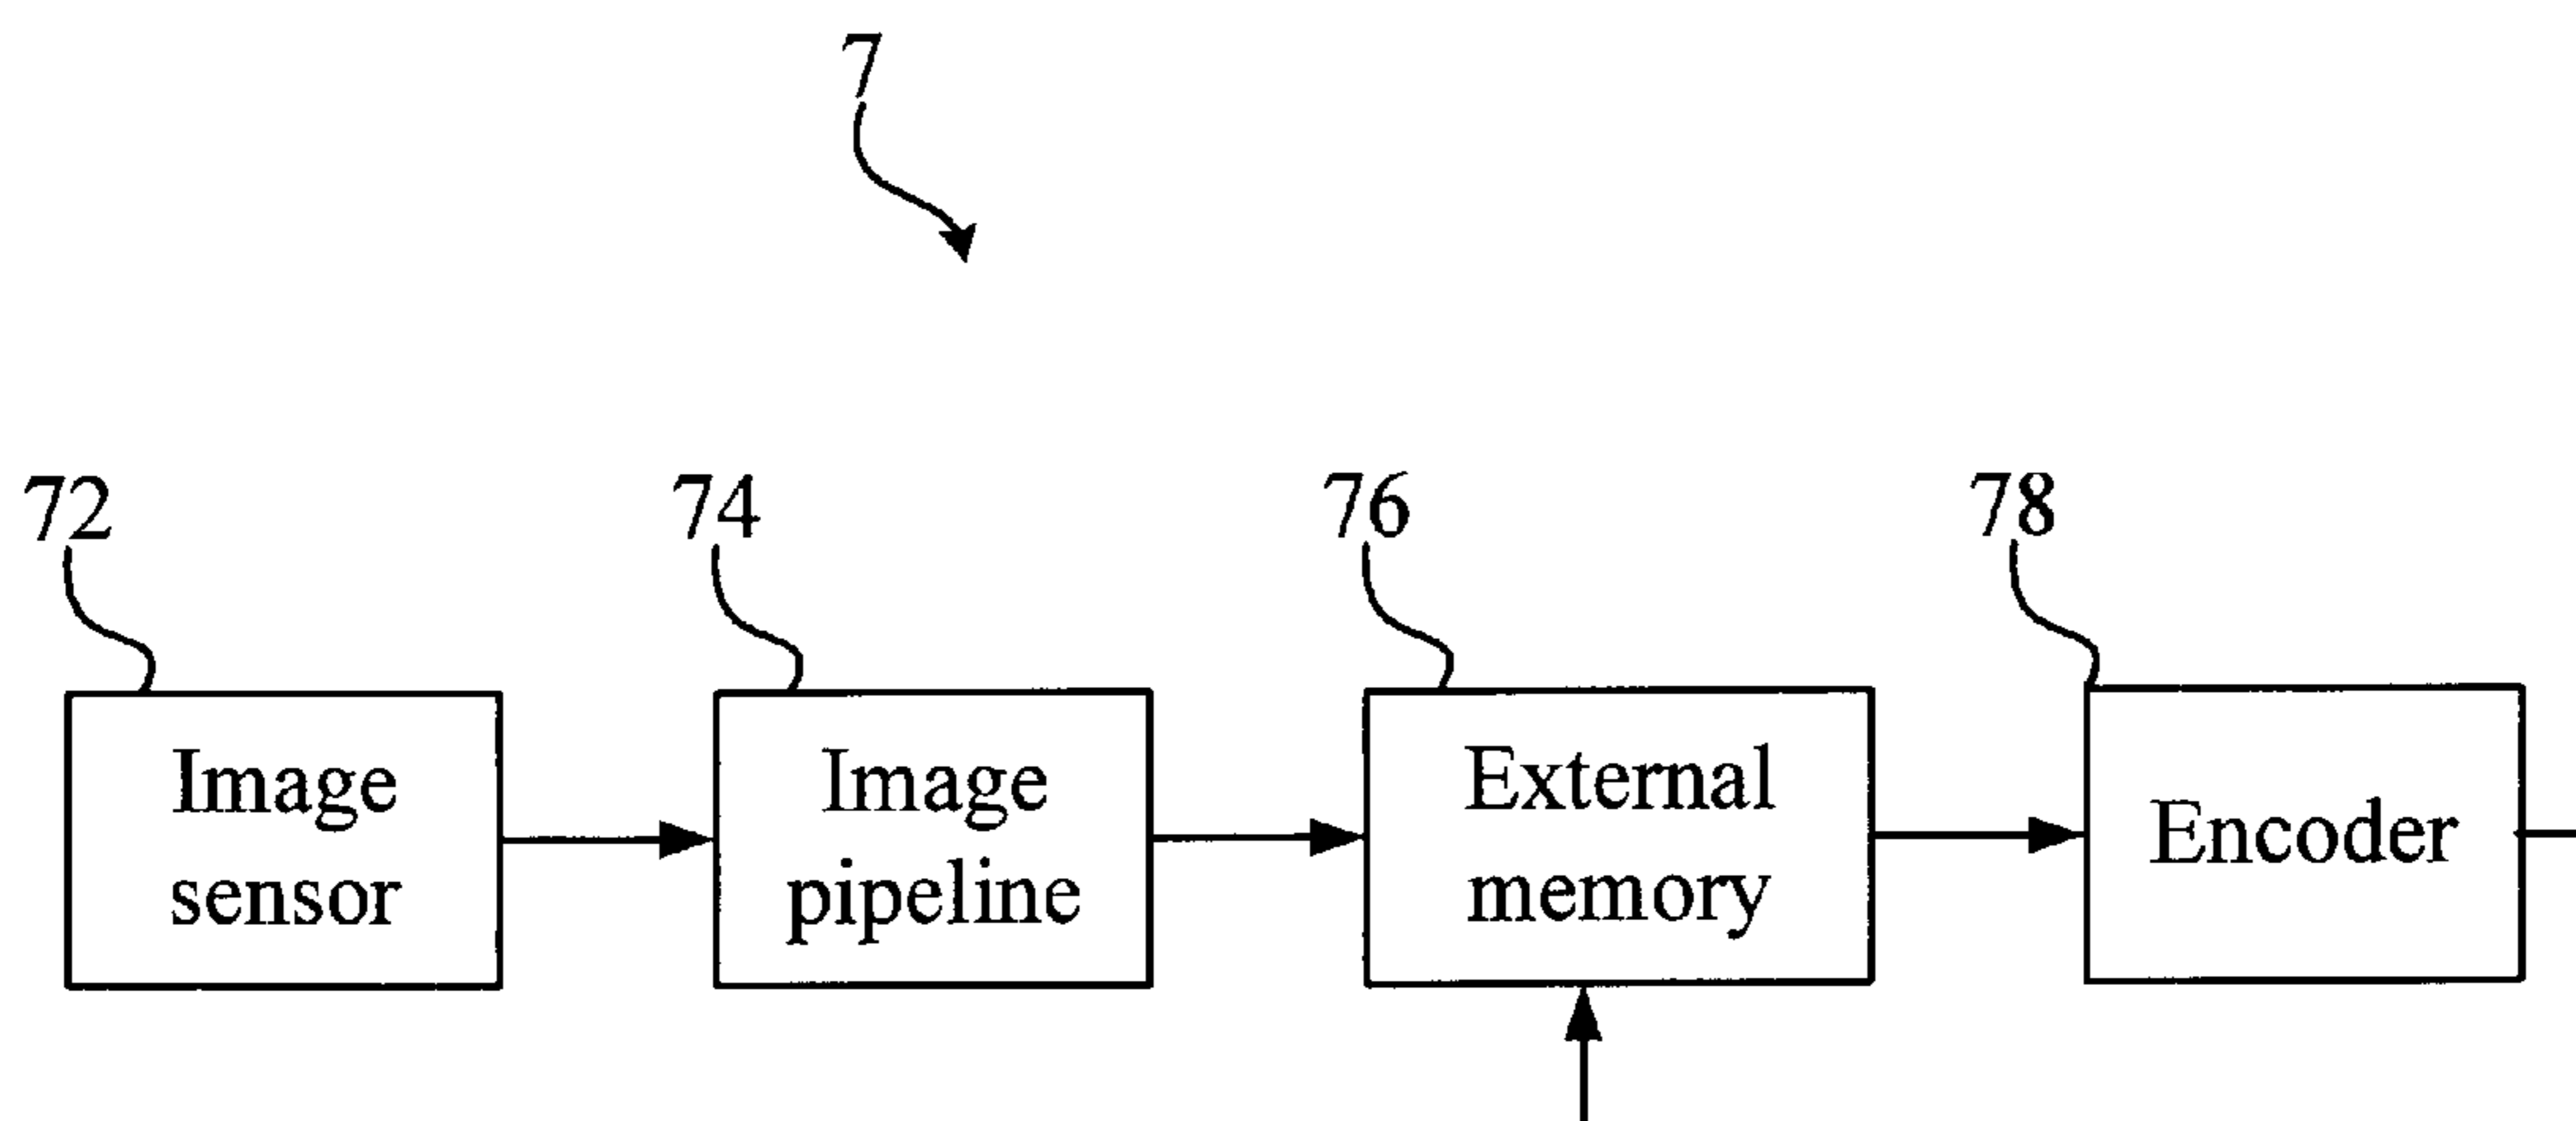 7
72
74
76
78
Image
sensor
Image
pipeline
External
memory
Encoder